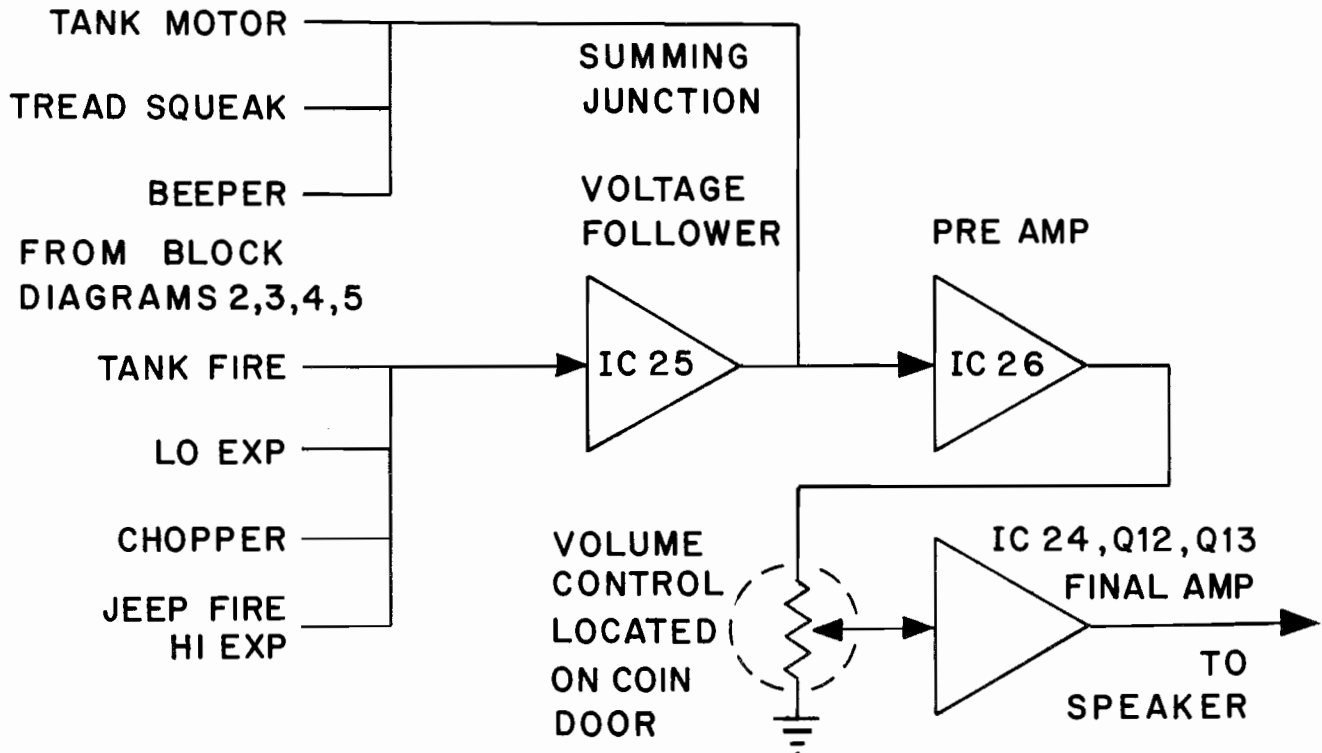 TANK MOTOR
TREAD SQUEAK
BEEPER
FROM BLOCK
DIAGRAMS 2,3,4,5
TANK FIRE
LO EXP
CHOPPER
JEEP FIRE
HI EXP
SUMMING
JUNCTION
VOLTAGE
FOLLOWER
IC 25
PRE AMP
IC 26
VOLUME
CONTROL
LOCATED
ON COIN
DOOR
IC 24, Q12, Q13
FINAL AMP
TO
SPEAKER